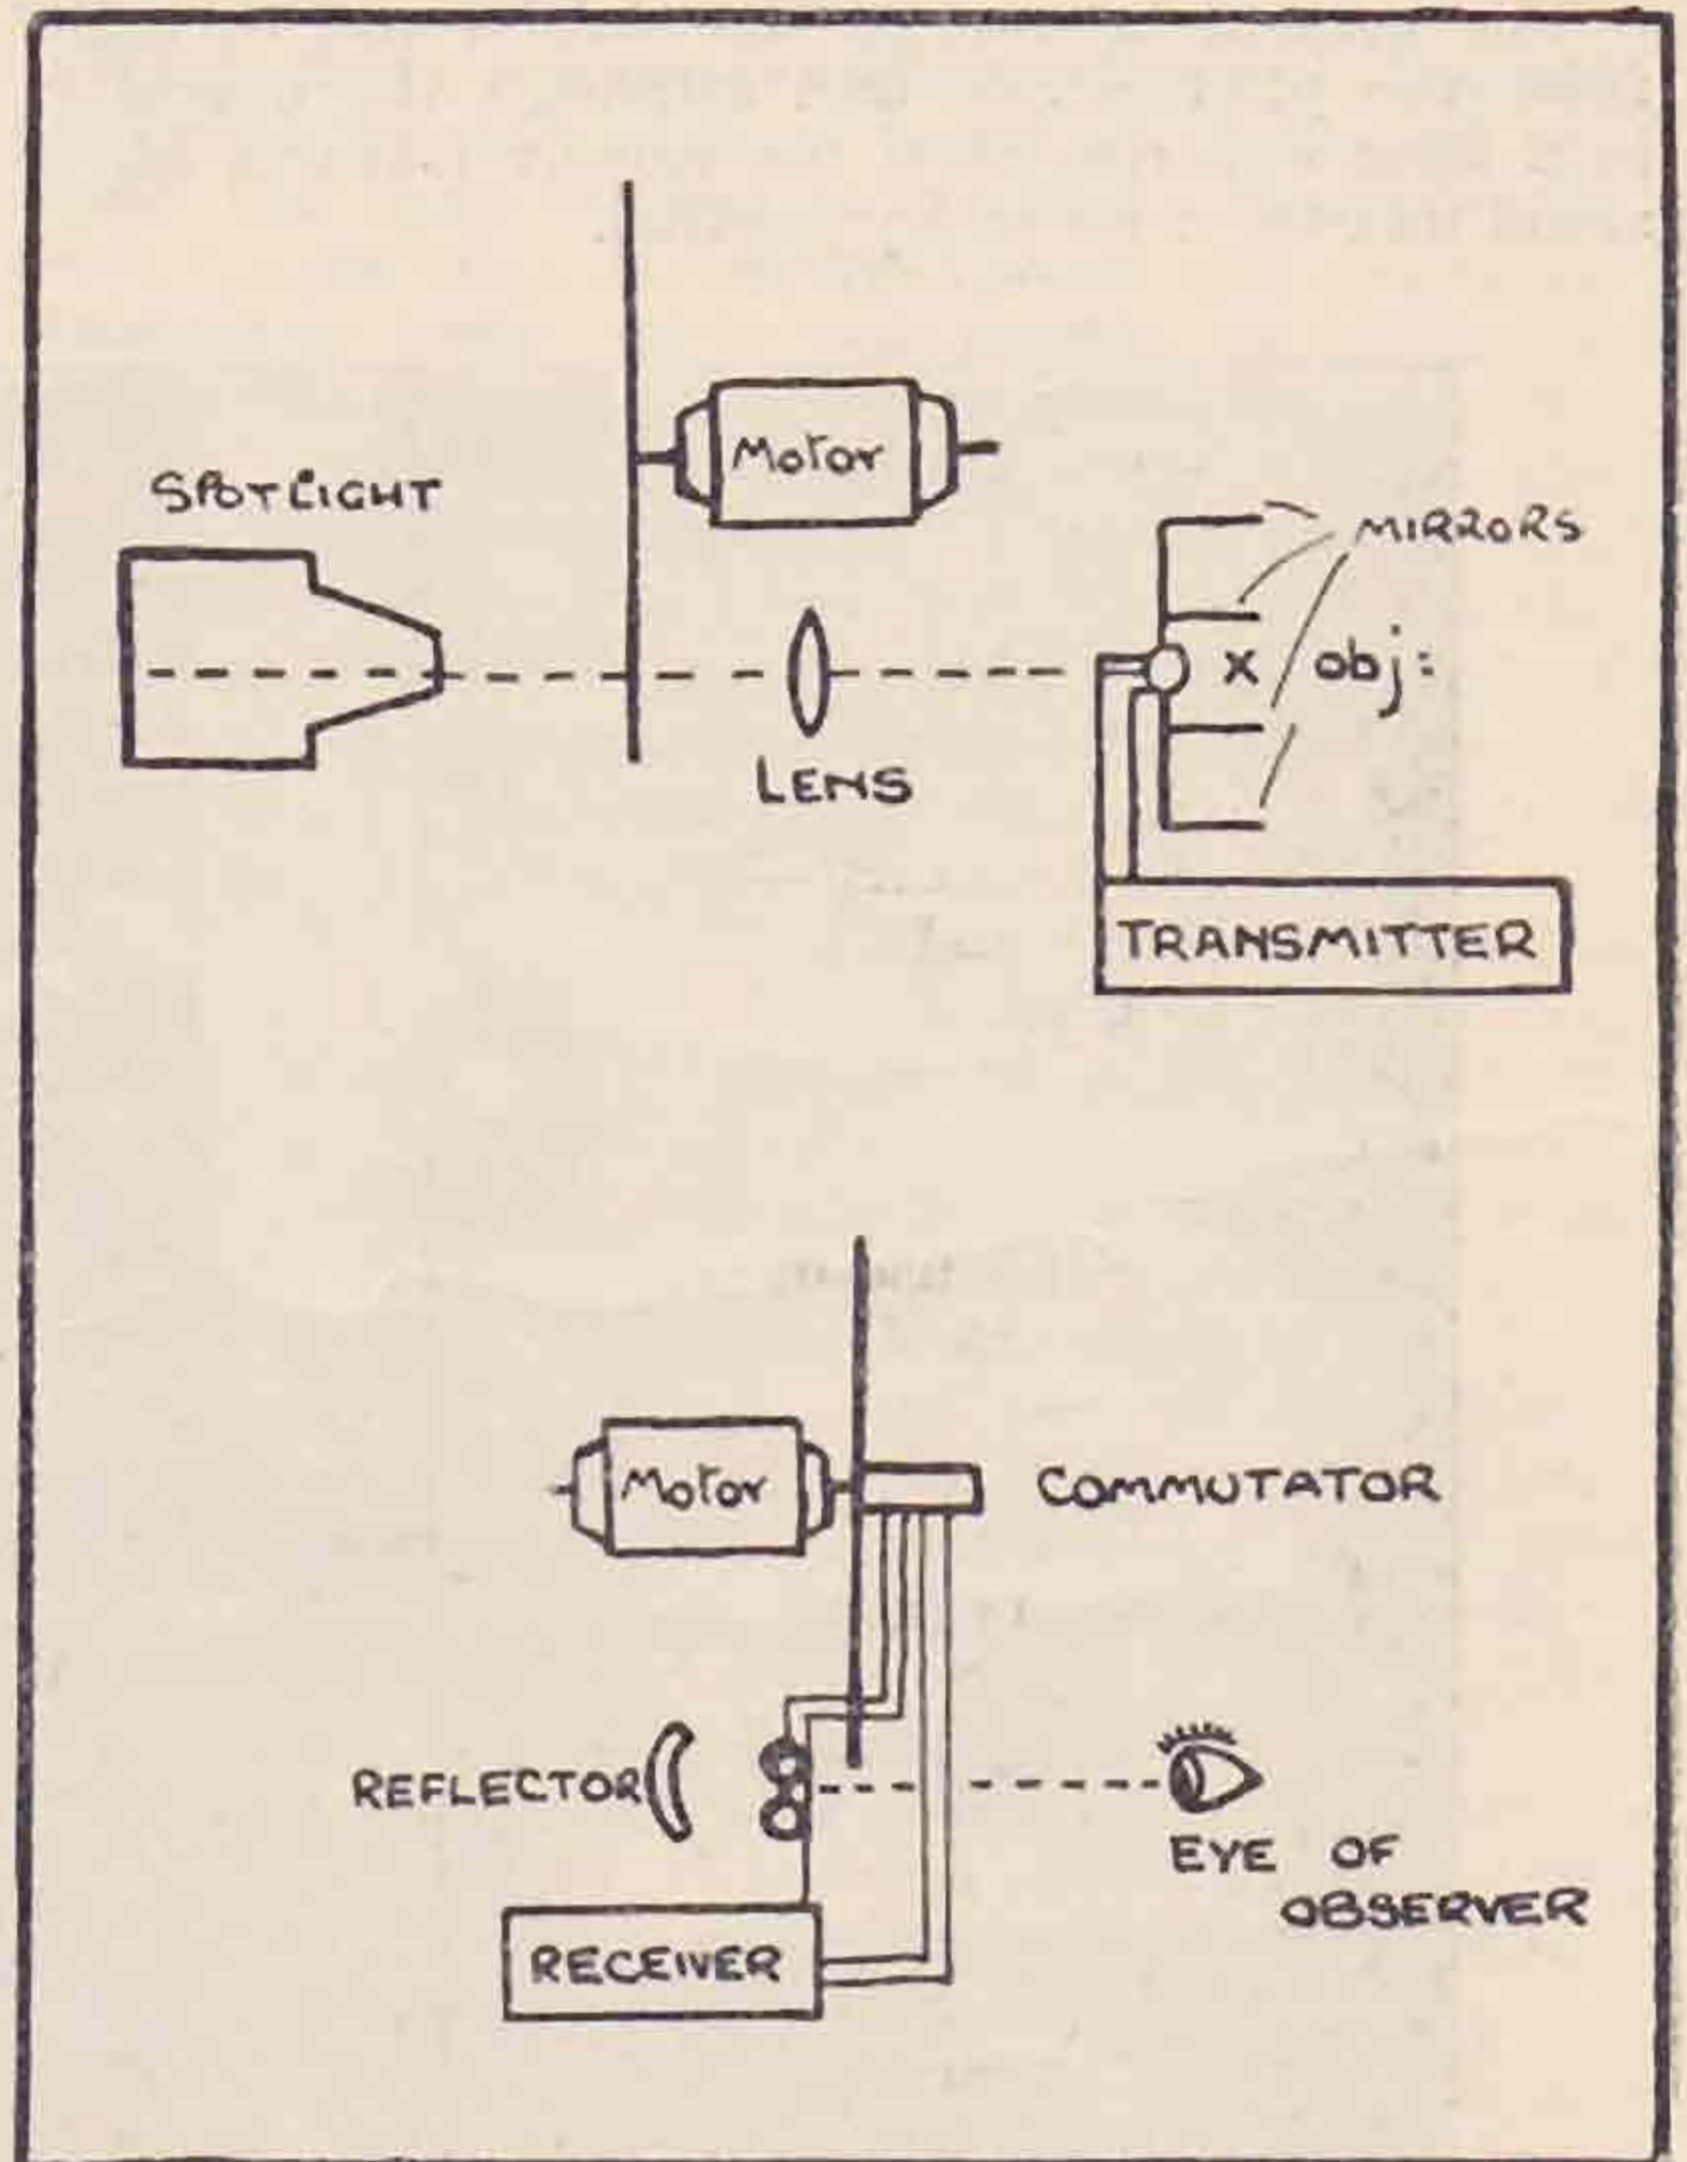 SPOTLIGHT
Motor
MIRRORS
x obj:
LENS
TRANSMITTER
Motor
COMMUTATOR
REFLECTOR
EYE OF
OBSERVER
RECEIVER